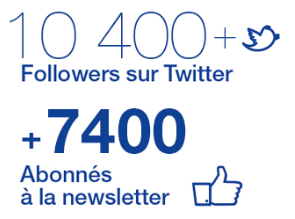 10 400+
Followers sur Twitter
+7400
Abonnés
à la newsletter